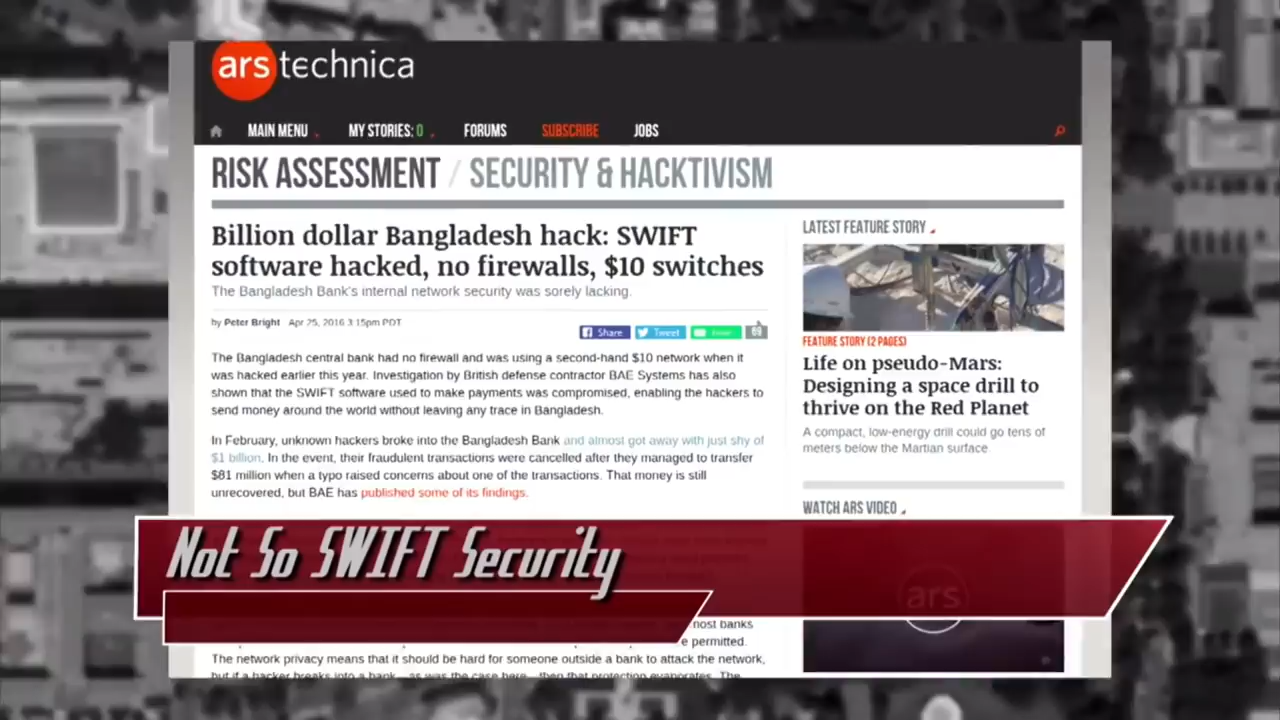 ars technica
MAIN MENU MY STORIES: 0 FORUMS SUBSCRIBE JOBS
RISK ASSESSMENT / SECURITY & HACKTIVISM
Billion dollar Bangladesh hack: SWIFT
software hacked, no firewalls, $10 switches
The Bangladesh Bank's internal network security was sorely lacking.
by Peter Bright Apr 25, 2016 3:15pm PDT
Share Tweet 69
The Bangladesh central bank had no firewall and was using a second-hand $10 network when it
was hacked earlier this year. Investigation by British defense contractor BAE Systems has also
shown that the SWIFT software used to make payments was compromised, enabling the hackers to
send money around the world without leaving any trace in Bangladesh.
In February, unknown hackers broke into the Bangladesh Bank and almost got away with just shy of
$1 billion. In the event, their fraudulent transactions were cancelled after they managed to transfer
$81 million when a typo raised concerns about one of the transactions. That money is still
unrecovered, but BAE has published some of its findings.
LATEST FEATURE STORY
FEATURE STORY (2 PAGES)
Life on pseudo-Mars:
Designing a space drill to
thrive on the Red Planet
A compact, low-energy drill could go tens of
meters below the Martian surface
WATCH ARS VIDEO
ars
Not So SWIFT Security
banks
permitted.
The network privacy means that it should be hard for someone outside a bank to attack the network,
but if a hacker breaks into a bank—as was the case here—then that protection evaporates. The